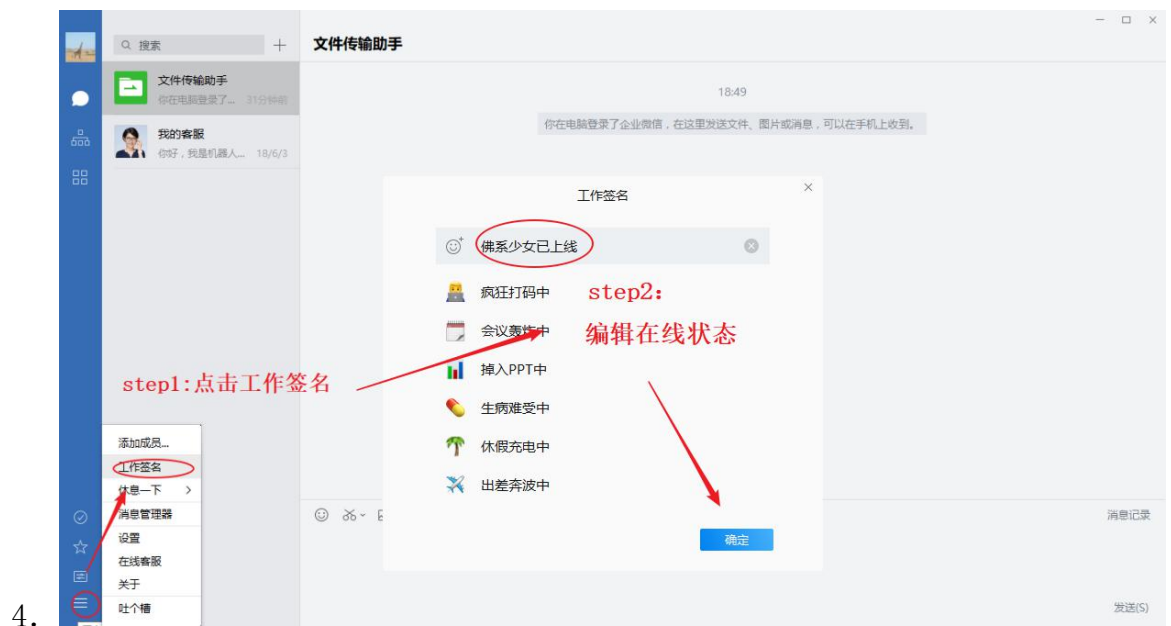 搜索
文件传输助手
文件传输助手
你在电脑登录了... 31分钟前
我的客服
你好，我是机器人... 18/6/3
18:49
你在电脑登录了企业微信，在这里发送文件、图片或消息，可以在手机上收到。
工作签名
佛系少女已上线
疯狂打码中
会议轰炸中
掉入PPT中
生病难受中
休假充电中
出差奔波中
step2:
编辑在线状态
step1:点击工作签名
确定
添加成员...
工作签名
休息一下
消息管理器
设置
在线客服
关于
吐个槽
消息记录
发送(S)
4.